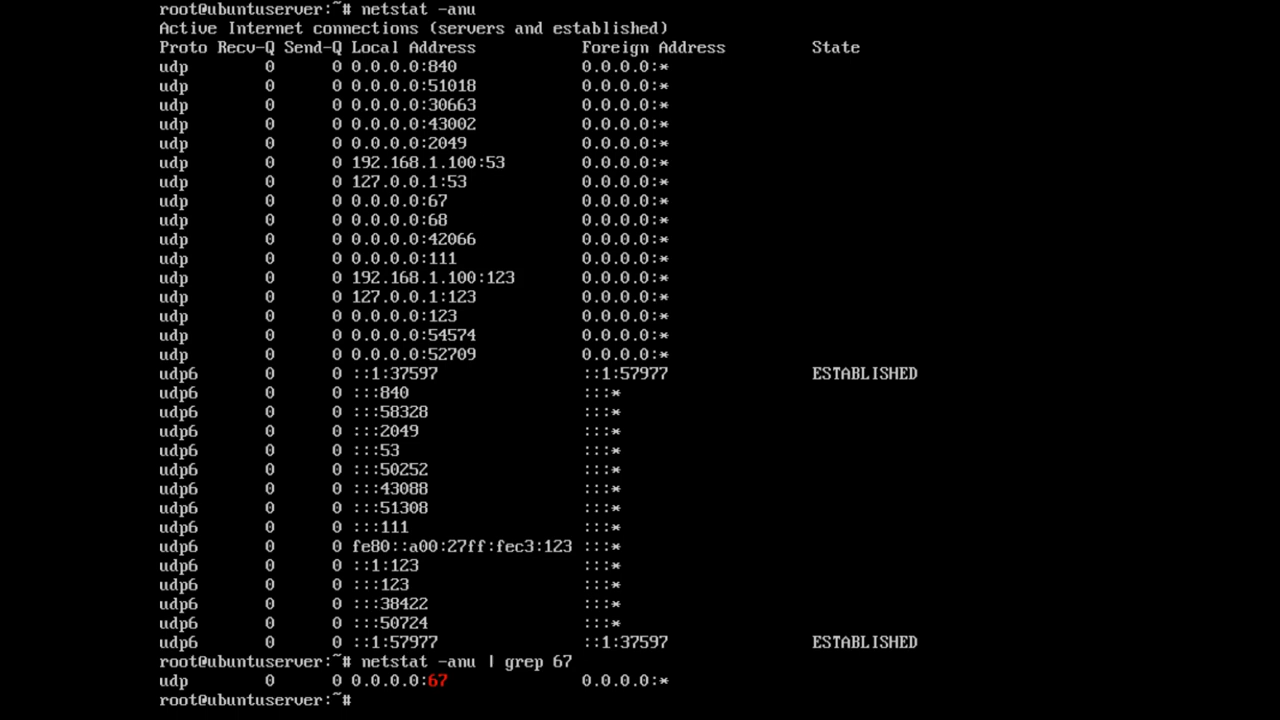 root@ubuntuserver:~# netstat -anu
Active Internet connections (servers and established)
Proto Recv-Q Send-Q Local Address           Foreign Address         State
udp        0      0 0.0.0.0:840             0.0.0.0:*
udp        0      0 0.0.0.0:51018           0.0.0.0:*
udp        0      0 0.0.0.0:30663           0.0.0.0:*
udp        0      0 0.0.0.0:43002           0.0.0.0:*
udp        0      0 0.0.0.0:2049            0.0.0.0:*
udp        0      0 192.168.1.100:53        0.0.0.0:*
udp        0      0 127.0.0.1:53            0.0.0.0:*
udp        0      0 0.0.0.0:67              0.0.0.0:*
udp        0      0 0.0.0.0:68              0.0.0.0:*
udp        0      0 0.0.0.0:42066           0.0.0.0:*
udp        0      0 0.0.0.0:111             0.0.0.0:*
udp        0      0 192.168.1.100:123       0.0.0.0:*
udp        0      0 127.0.0.1:123           0.0.0.0:*
udp        0      0 0.0.0.0:123             0.0.0.0:*
udp        0      0 0.0.0.0:54574           0.0.0.0:*
udp        0      0 0.0.0.0:52709           0.0.0.0:*
udp6       0      0 ::1:37597               ::1:57977               ESTABLISHED
udp6       0      0 :::840                  :::*
udp6       0      0 :::58328                :::*
udp6       0      0 :::2049                 :::*
udp6       0      0 :::53                   :::*
udp6       0      0 :::50252                :::*
udp6       0      0 :::43088                :::*
udp6       0      0 :::51308                :::*
udp6       0      0 :::111                  :::*
udp6       0      0 fe80::a00:27ff:fec3:123 :::*
udp6       0      0 ::1:123                 :::*
udp6       0      0 :::123                  :::*
udp6       0      0 :::38422                :::*
udp6       0      0 :::50724                :::*
udp6       0      0 ::1:57977               ::1:37597               ESTABLISHED
root@ubuntuserver:~# netstat -anu | grep 67
udp        0      0 0.0.0.0:67              0.0.0.0:*
root@ubuntuserver:~#